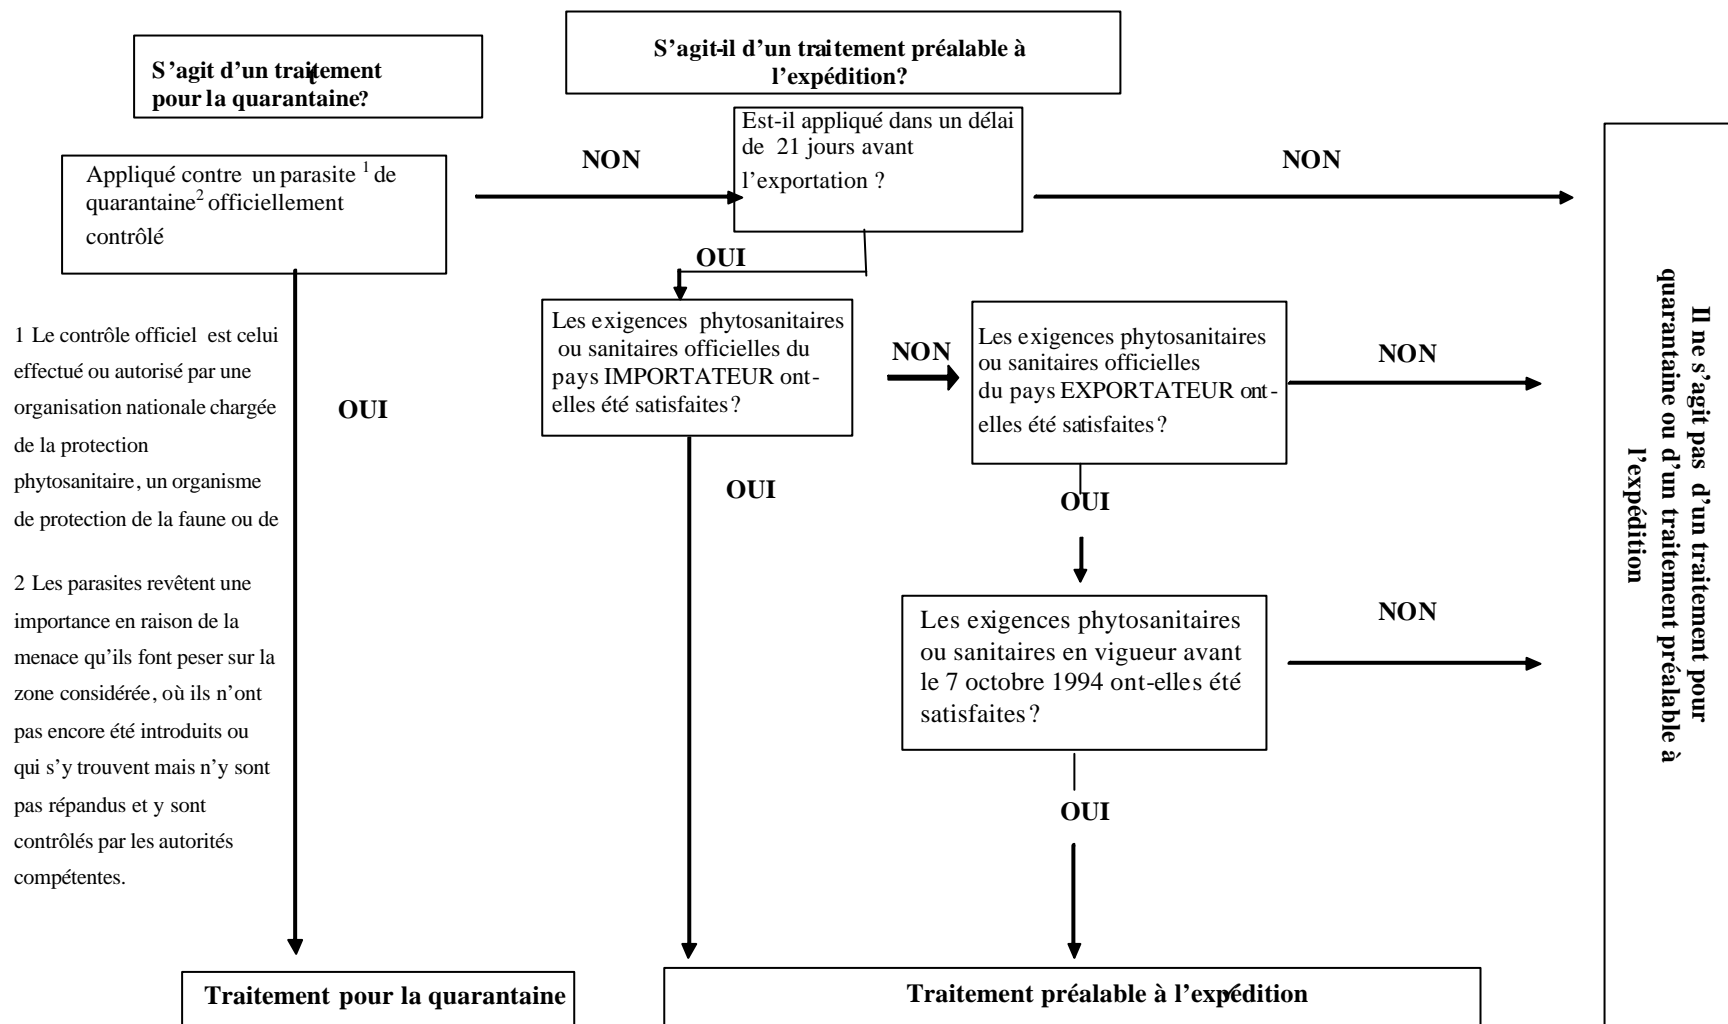 S'agit d'un traitement
pour la quarantaine?
S'agit-il d'un traitement préalable à
l'expédition?
Appliqué contre un parasite 1 de
quarantaine2 officiellement
contrôlé
NON
Est-il appliqué dans un délai
de 21 jours avant
l'exportation ?
NON
OUI
Les exigences phytosanitaires
ou sanitaires officielles du
pays IMPORTATEUR ont-
elles été satisfaites ?
NON
Les exigences phytosanitaires
ou sanitaires officielles
du pays EXPORTATEUR ont-
elles été satisfaites ?
NON
1 Le contrôle officiel est celui
effectué ou autorisé par une
organisation nationale chargée
de la protection
phytosanitaire, un organisme
de protection de la faune ou de
OUI
OUI
OUI
2 Les parasites revêtent une
importance en raison de la
menace qu'ils font peser sur la
zone considérée, où ils n'ont
pas encore été introduits ou
qui s'y trouvent mais n'y sont
pas répandus et y sont
contrôlés par les autorités
compétentes.
Les exigences phytosanitaires
ou sanitaires en vigueur avant
le 7 octobre 1994 ont-elles été
satisfaites ?
NON
OUI
Il ne s'agit pas d'un traitement pour
quarantaine ou d'un traitement préalable à
l'expédition
Traitement pour la quarantaine
Traitement préalable à l'expédition